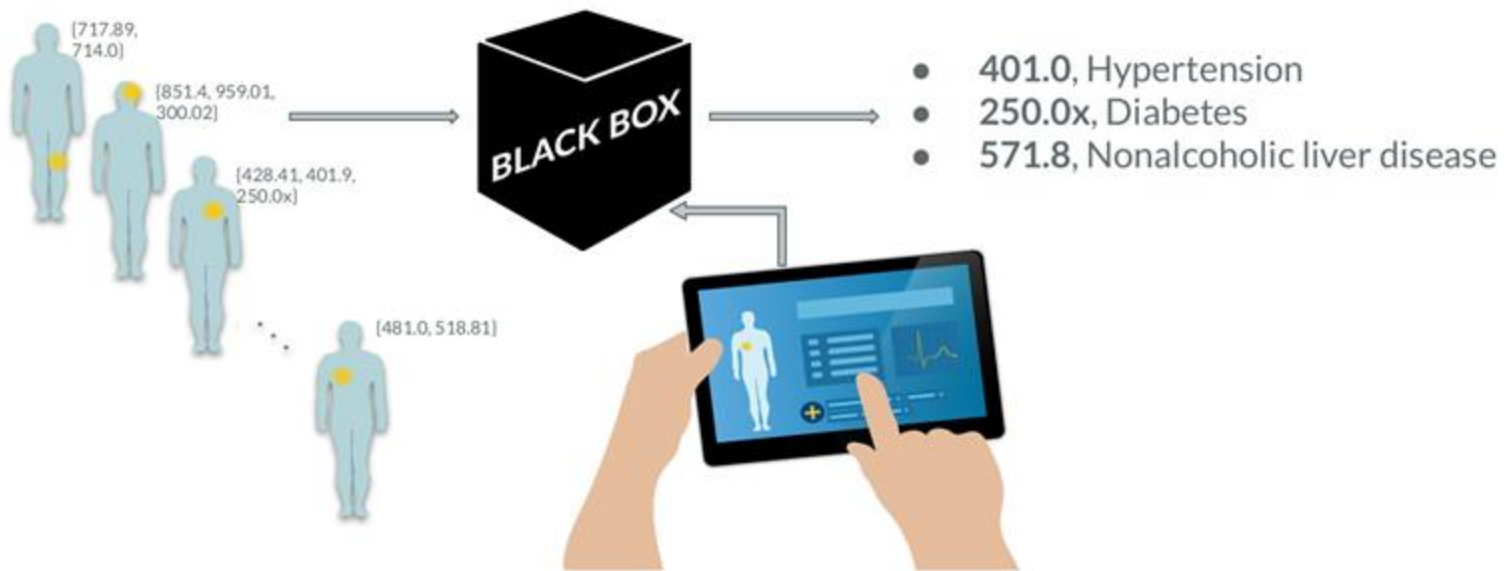 {717.89,
714.0}
{851.4, 959.01,
300.02}
{428.41, 401.9,
250.0x}
{481.0, 518.81}
BLACK BOX
• 401.0, Hypertension
• 250.0x, Diabetes
• 571.8, Nonalcoholic liver disease